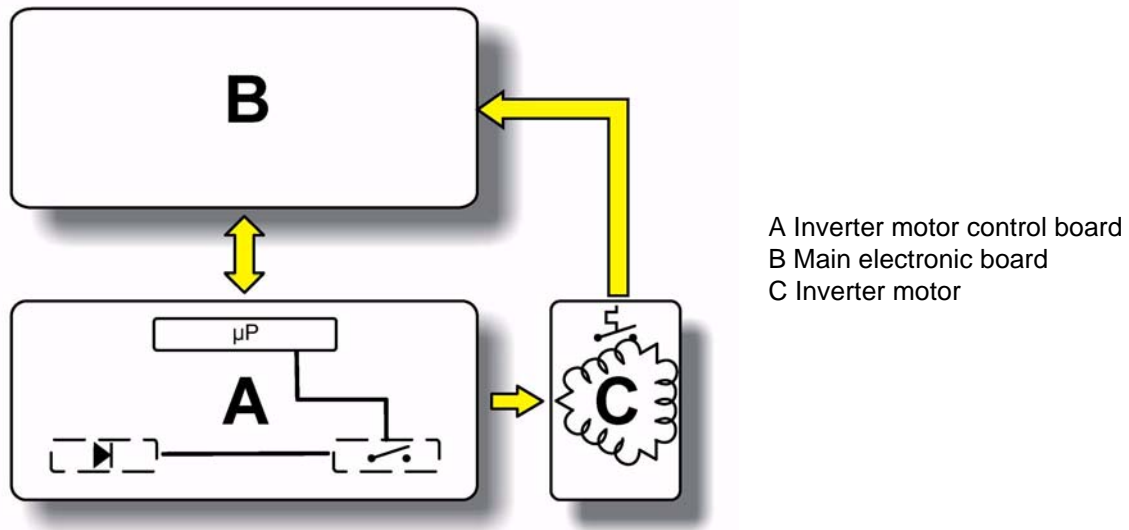 B
µP
A
C
A Inverter motor control board
B Main electronic board
C Inverter motor